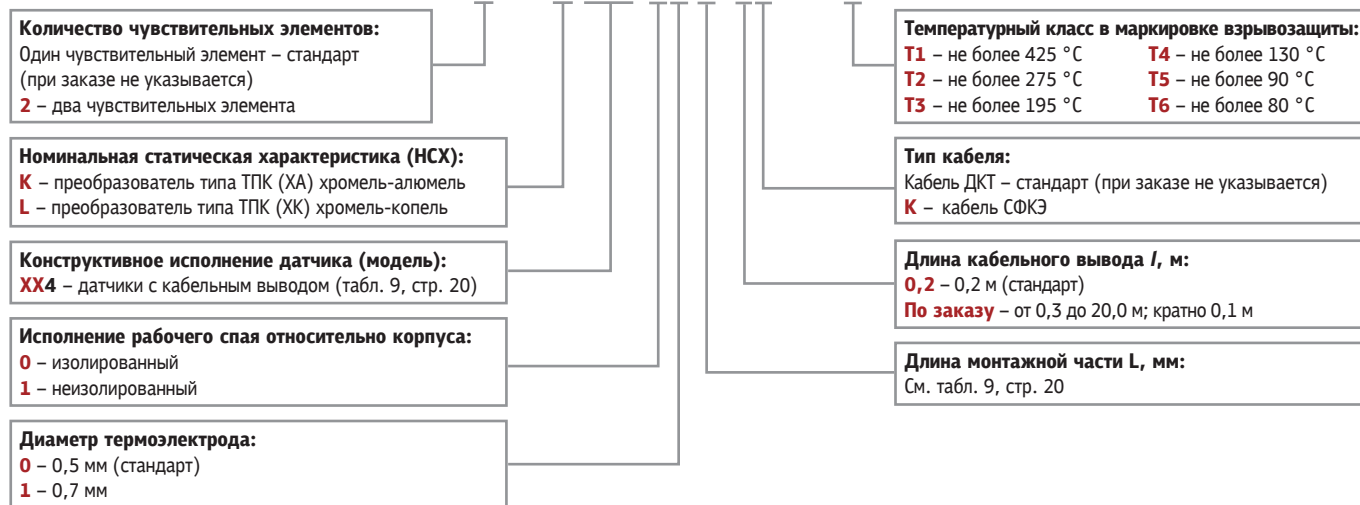 Количество чувствительных элементов:
Один чувствительный элемент – стандарт
(при заказе не указывается)
2 – два чувствительных элемента
Номинальная статическая характеристика (НСХ):
K – преобразователь типа ТПК (ХА) хромель-алюмель
L – преобразователь типа ТПК (ХК) хромель-копель
Конструктивное исполнение датчика (модель):
XX4 – датчики с кабельным выводом (табл. 9, стр. 20)
Исполнение рабочего спая относительно корпуса:
0 – изолированный
1 – неизолированный
Диаметр термоэлектрода:
0 – 0,5 мм (стандарт)
1 – 0,7 мм
Температурный класс в маркировке взрывозащиты:
T1 – не более 425 °C T4 – не более 130 °C
T2 – не более 275 °C T5 – не более 90 °C
T3 – не более 195 °C T6 – не более 80 °C
Тип кабеля:
Кабель ДКТ – стандарт (при заказе не указывается)
К – кабель СФКЭ
Длина кабельного вывода l, м:
0,2 – 0,2 м (стандарт)
По заказу – от 0,3 до 20,0 м; кратно 0,1 м
Длина монтажной части L, мм:
См. табл. 9, стр. 20